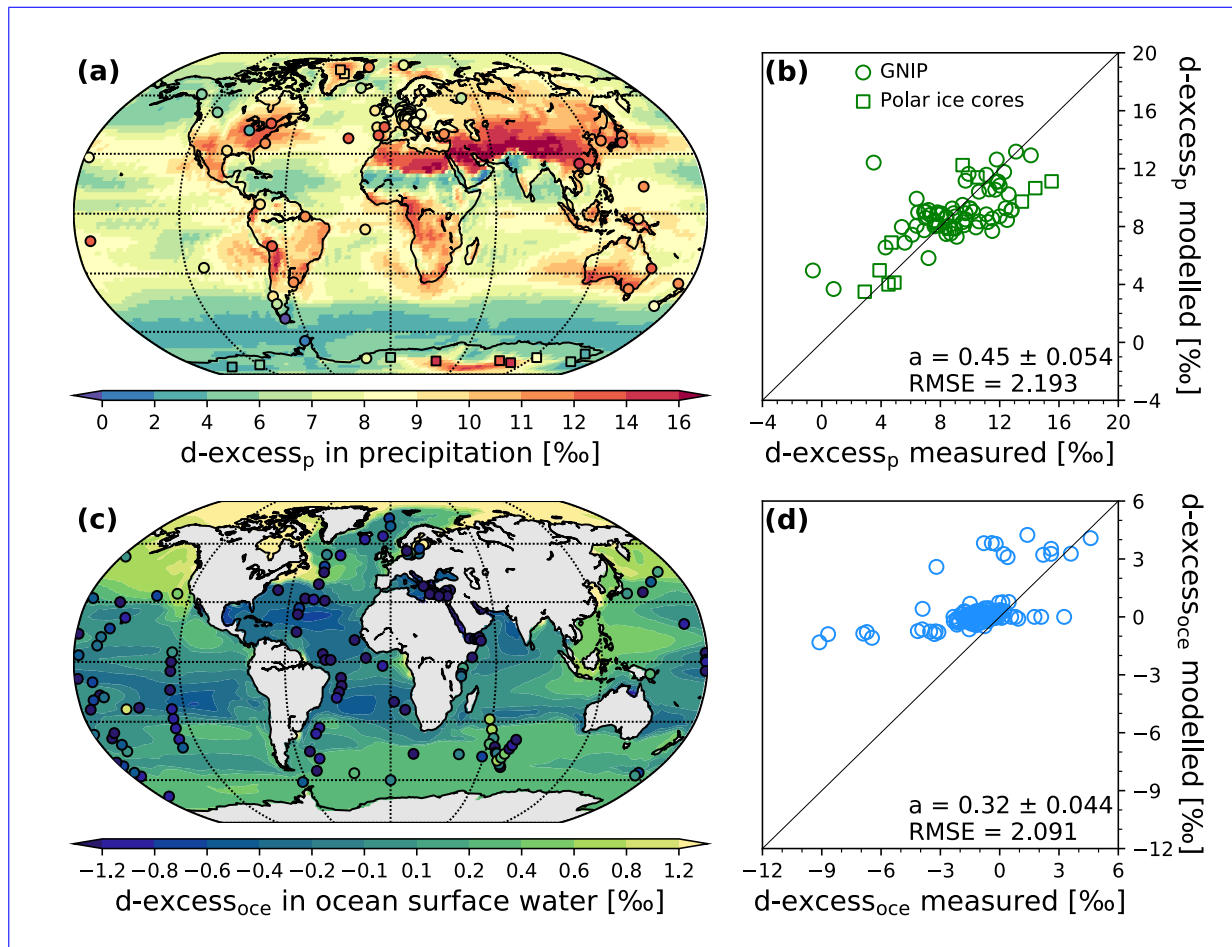 (a)
0 2 4 6 7 8 9 10 11 12 13 14 16
d-excessₚ in precipitation [‰]
(b)
GNIP
Polar ice cores
a = 0.45 ± 0.054
RMSE = 2.193
20
16
12
8
4
0
−4
d-excessₚ modelled [‰]
−4 0 4 8 12 16 20
d-excessₚ measured [‰]
(c)
−1.2 −0.8 −0.6 −0.4 −0.2 −0.1 0.1 0.2 0.4 0.6 0.8 1.2
d-excess_oce in ocean surface water [‰]
(d)
a = 0.32 ± 0.044
RMSE = 2.091
6
3
0
−3
−6
−9
−12
d-excess_oce modelled [‰]
−12 −9 −6 −3 0 3 6
d-excess_oce measured [‰]